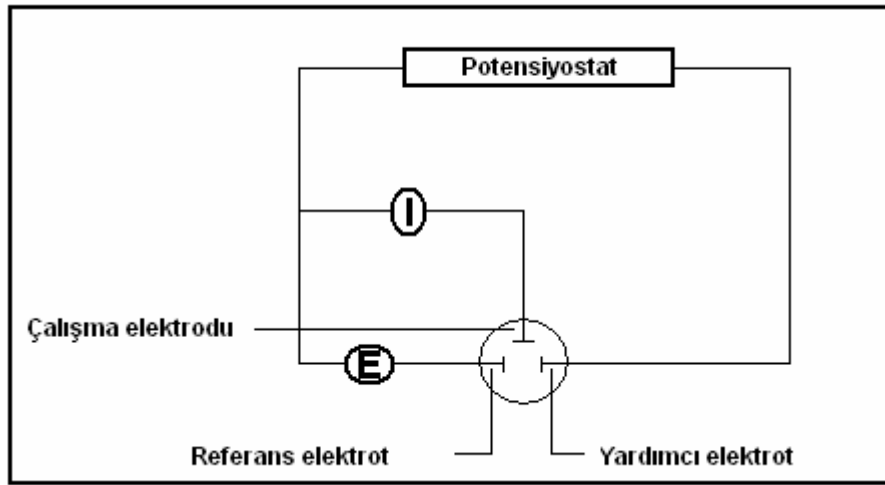 Potensiyostat
I
Çalışma elektrodu
E
Referans elektrot
Yardımcı elektrot